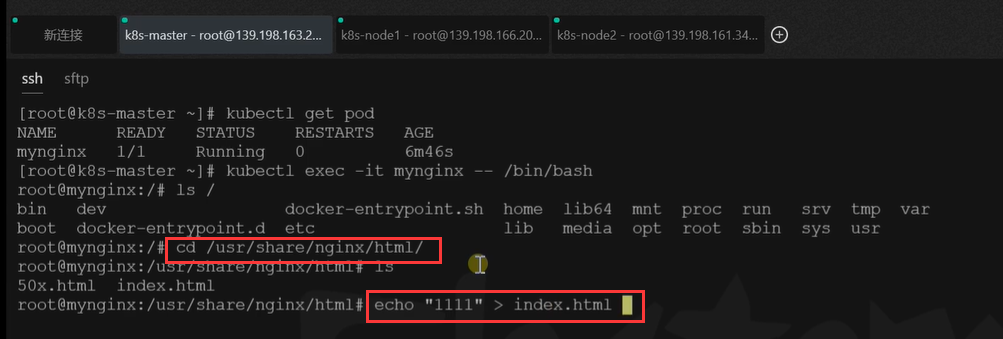 新连接 k8s-master - root@139.198.163.2... k8s-node1 - root@139.198.166.20... k8s-node2 - root@139.198.161.34...
ssh sftp
[root@k8s-master ~]# kubectl get pod
NAME READY STATUS RESTARTS AGE
mynginx 1/1 Running 0 6m46s
[root@k8s-master ~]# kubectl exec -it mynginx -- /bin/bash
root@mynginx:/# ls /
bin dev docker-entrypoint.sh home lib64 mnt proc run srv tmp var
boot docker-entrypoint.d etc lib media opt root sbin sys usr
root@mynginx:/# cd /usr/share/nginx/html/
root@mynginx:/usr/share/nginx/html# ls
50x.html index.html
root@mynginx:/usr/share/nginx/html# echo "1111" > index.html